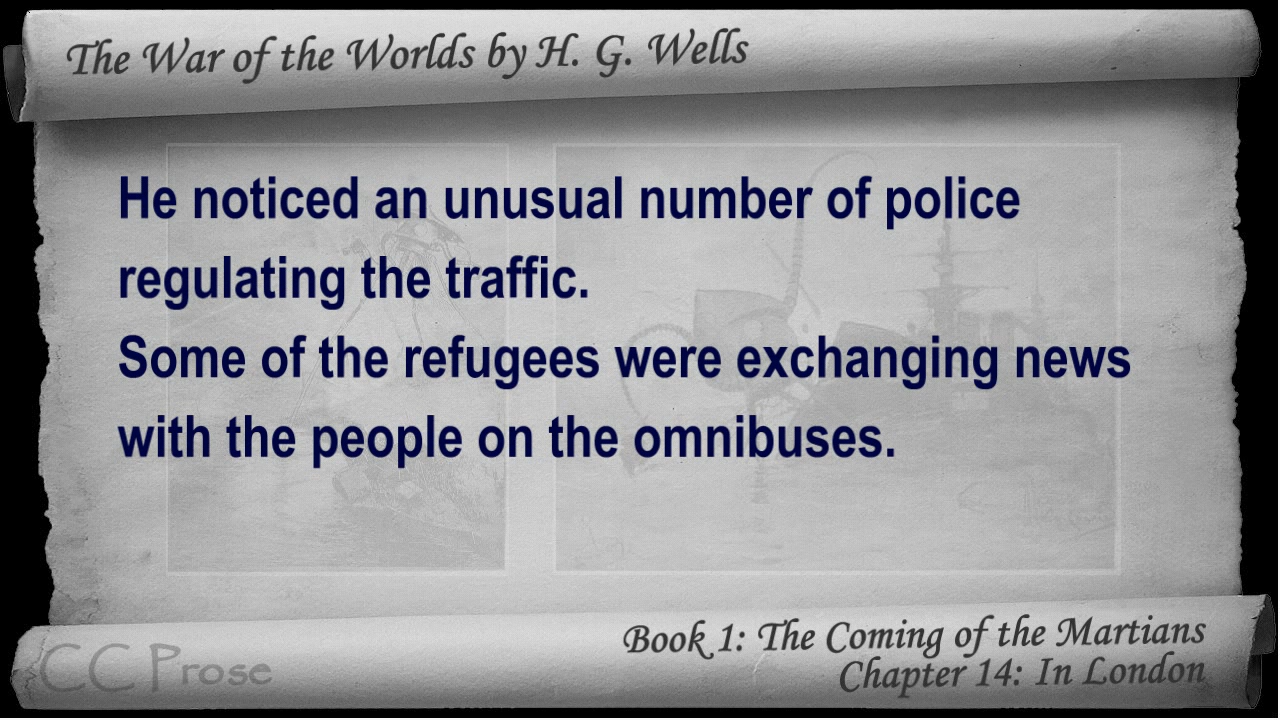 The War of the Worlds by H. G. Wells
He noticed an unusual number of police
regulating the traffic.
Some of the refugees were exchanging news
with the people on the omnibuses.
Book 1: The Coming of the Martians
Chapter 14: In London
CC Prose